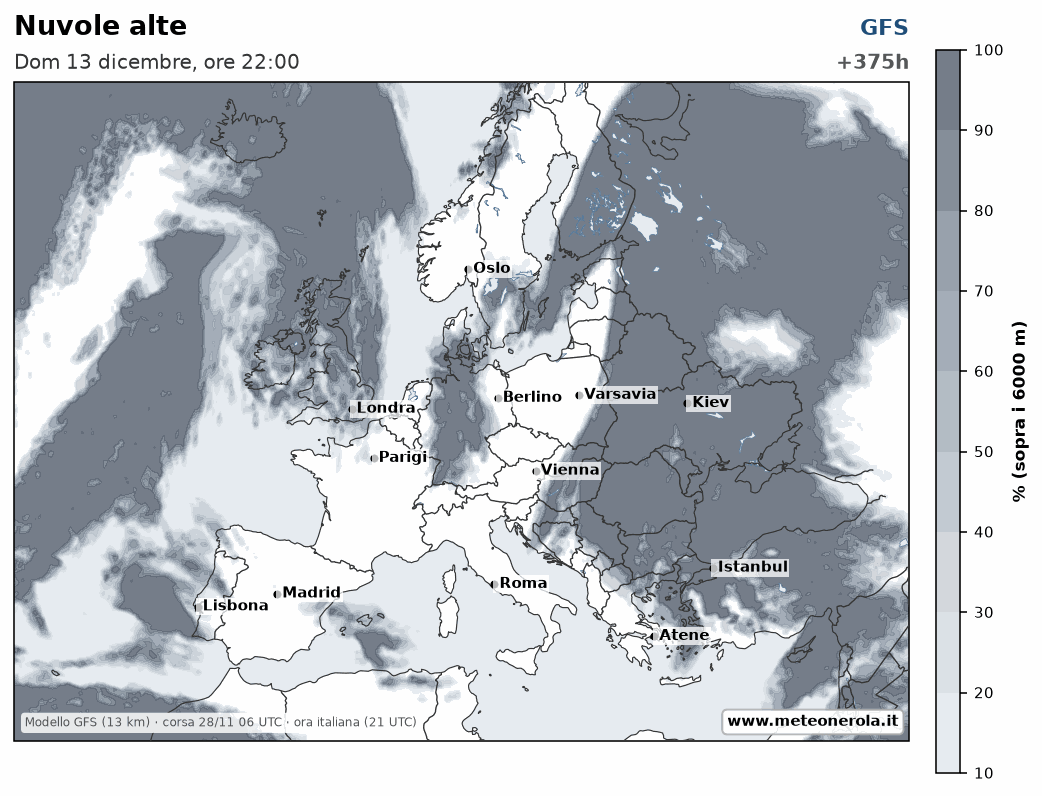 Nuvole alte
GFS
Dom 13 dicembre, ore 22:00
+375h
Oslo
Londra
Berlino
Varsavia
Kiev
Parigi
Vienna
Istanbul
Roma
Madrid
Lisbona
Atene
Modello GFS (13 km) · corsa 28/11 06 UTC · ora italiana (21 UTC)
www.meteonerola.it
100
90
80
70
60
50
40
30
20
10
% (sopra i 6000 m)